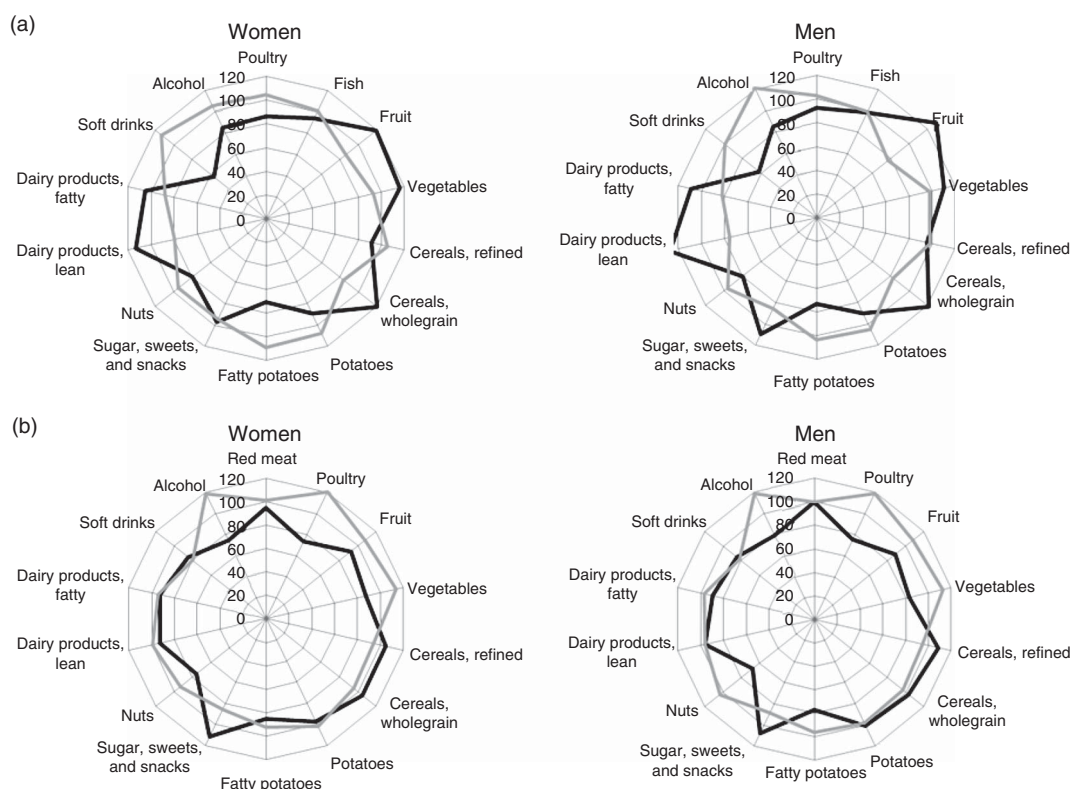 (a)
Women
Poultry
Fish
Fruit
Vegetables
Cereals, refined
Cereals,
wholegrain
Potatoes
Fatty potatoes
Sugar, sweets,
and snacks
Nuts
Dairy products,
lean
Dairy products,
fatty
Soft drinks
Alcohol
120
100
80
60
40
20
0
Men
Poultry
Fish
Fruit
Vegetables
Cereals, refined
Cereals,
wholegrain
Potatoes
Fatty potatoes
Sugar, sweets,
and snacks
Nuts
Dairy products,
lean
Dairy products,
fatty
Soft drinks
Alcohol
120
100
80
60
40
20
0
(b)
Women
Red meat
Poultry
Fruit
Vegetables
Cereals, refined
Cereals,
wholegrain
Potatoes
Fatty potatoes
Sugar, sweets,
and snacks
Nuts
Dairy products,
lean
Dairy products,
fatty
Soft drinks
Alcohol
120
100
80
60
40
20
0
Men
Red meat
Poultry
Fruit
Vegetables
Cereals, refined
Cereals,
wholegrain
Potatoes
Fatty potatoes
Sugar, sweets,
and snacks
Nuts
Dairy products,
lean
Dairy products,
fatty
Soft drinks
Alcohol
120
100
80
60
40
20
0